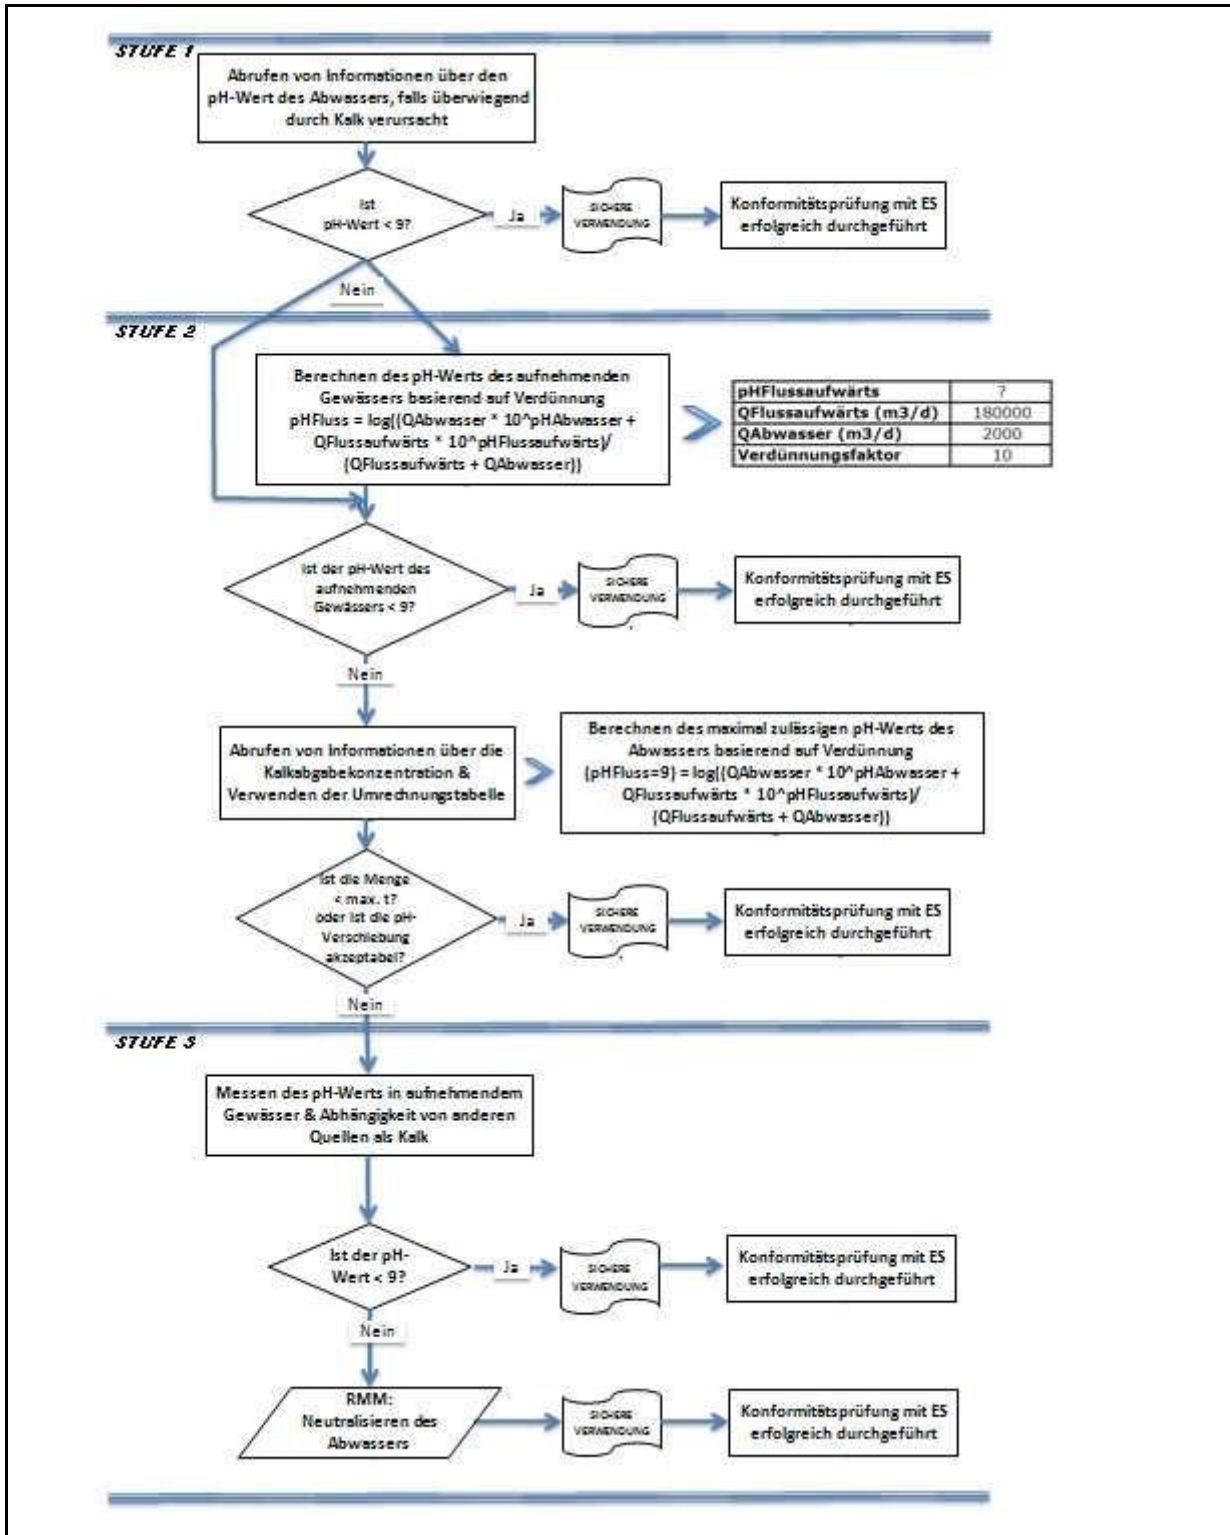 STUFE 1
Abrufen von Informationen über den
pH-Wert des Abwassers, falls überwiegend
durch Kalk verursacht
Ist
pH-Wert < 9?
Ja
SICHERE
VERWENDUNG
Konformitätsprüfung mit ES
erfolgreich durchgeführt
Nein
STUFE 2
Berechnen des pH-Werts des aufnehmenden
Gewässers basierend auf Verdünnung
pHFluss = log((QAbwasser * 10^pHAbwasser +
QFlussaufwärts * 10^pHFlussaufwärts)/
(QFlussaufwärts + QAbwasser))
pHFlussaufwärts ?
QFlussaufwärts (m3/d) 180000
QAbwasser (m3/d) 2000
Verdünnungsfaktor 10
Ist der pH-Wert des
aufnehmenden
Gewässers < 9?
Ja
SICHERE
VERWENDUNG
Konformitätsprüfung mit ES
erfolgreich durchgeführt
Nein
Abrufen von Informationen über die
Kalkabgabekonzentration &
Verwenden der Umrechnungstabelle
Berechnen des maximal zulässigen pH-Werts des
Abwassers basierend auf Verdünnung
(pHFluss=9) = log((QAbwasser * 10^pHAbwasser +
QFlussaufwärts * 10^pHFlussaufwärts)/
(QFlussaufwärts + QAbwasser))
Ist die Menge
< max. t?
oder ist die pH-
Verschiebung
akzeptabel?
Ja
SICHERE
VERWENDUNG
Konformitätsprüfung mit ES
erfolgreich durchgeführt
Nein
STUFE 3
Messen des pH-Werts in aufnehmendem
Gewässer & Abhängigkeit von anderen
Quellen als Kalk
Ist der pH-
Wert < 9?
Ja
SICHERE
VERWENDUNG
Konformitätsprüfung mit ES
erfolgreich durchgeführt
Nein
RMM:
Neutralisieren des
Abwassers
SICHERE
VERWENDUNG
Konformitätsprüfung mit ES
erfolgreich durchgeführt